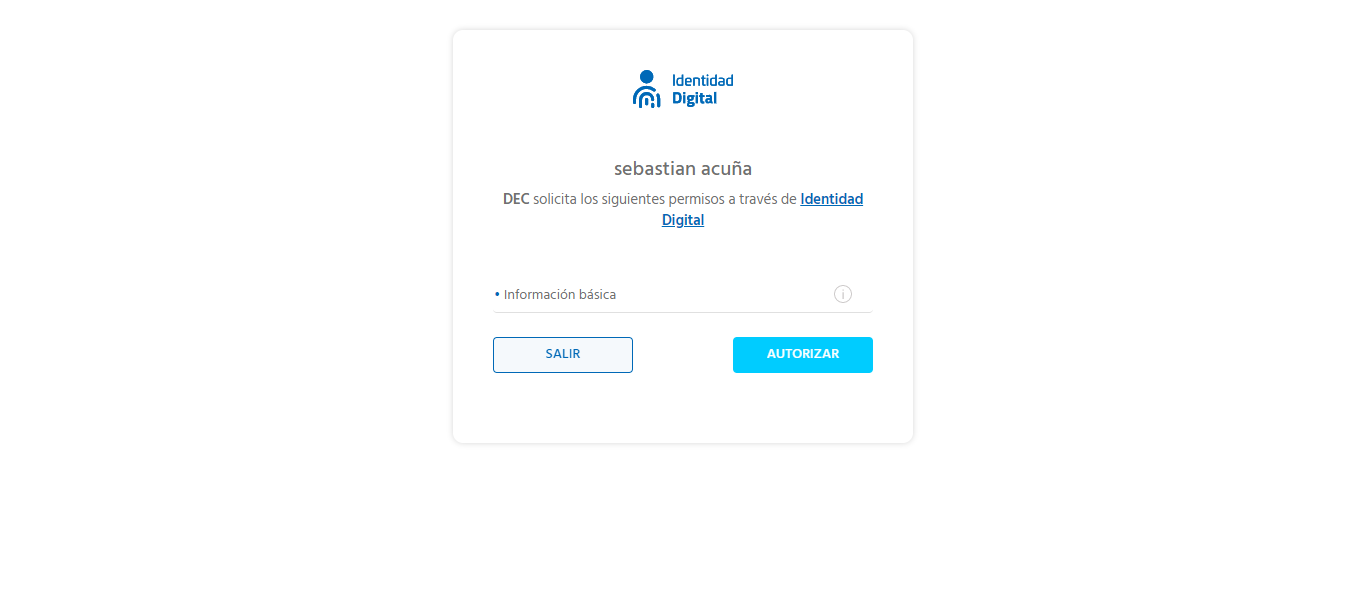 Identidad
Digital
sebastian acuña
DEC solicita los siguientes permisos a través de Identidad
Digital
• Información básica
SALIR
AUTORIZAR